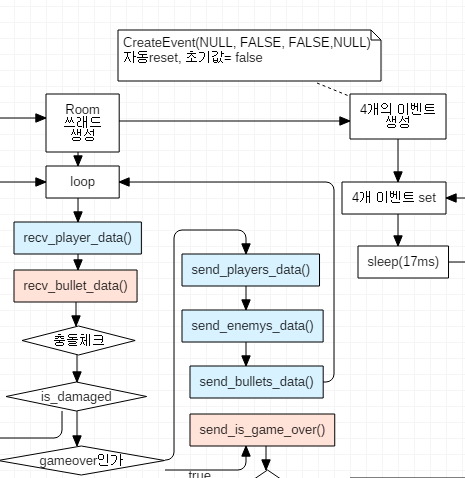 CreateEvent(NULL, FALSE, FALSE,NULL)
자동reset, 초기값= false
Room
쓰래드
생성
4개의 이벤트
생성
loop
4개 이벤트 set
recv_player_data()
sleep(17ms)
send_players_data()
recv_bullet_data()
send_enemys_data()
충돌체크
send_bullets_data()
is_damaged
send_is_game_over()
gameover인가
true